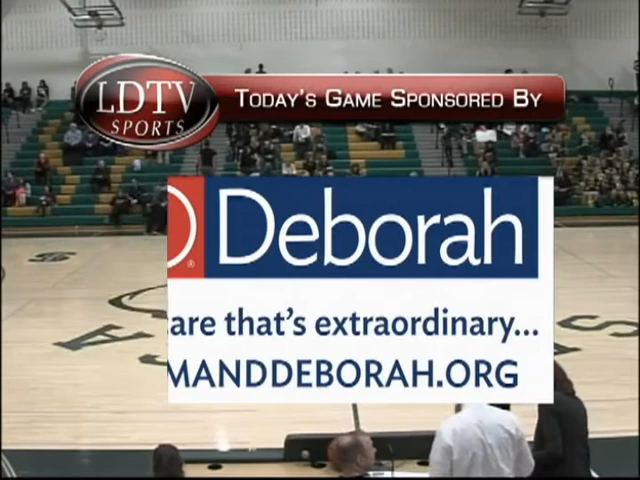 LDTV
SPORTS
TODAY'S GAME SPONSORED BY
Deborah
®
are that's extraordinary...
MANDDEBORAH.ORG